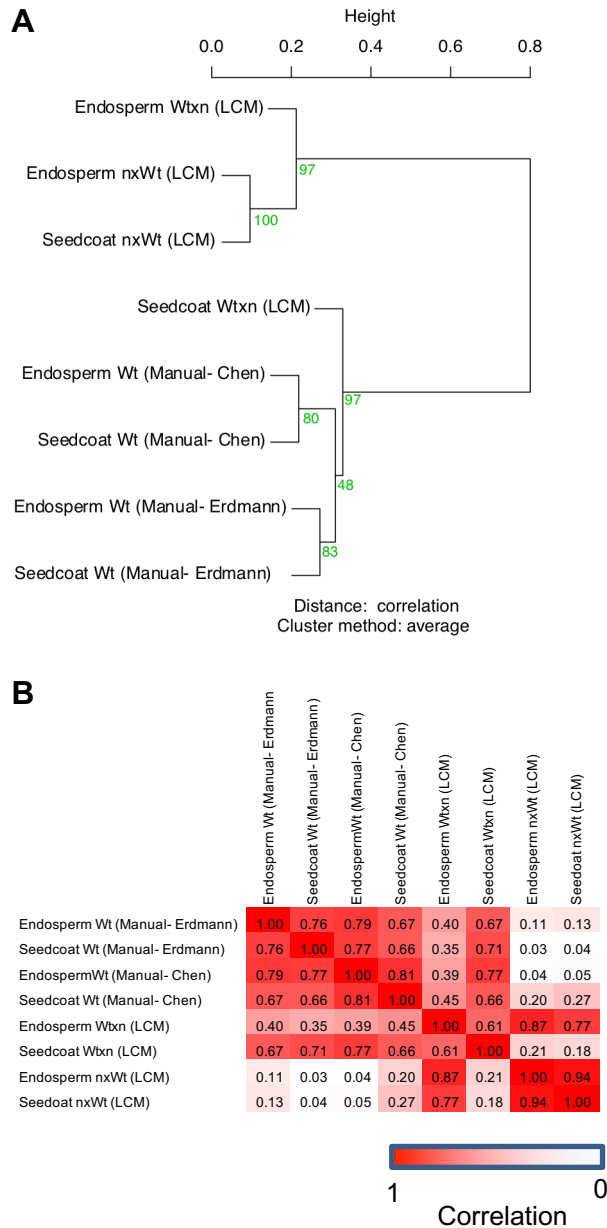 A
Height
0.0 0.2 0.4 0.6 0.8
Endosperm Wtxn (LCM)
97
Endosperm nxWt (LCM)
100
Seedcoat nxWt (LCM)
Seedcoat Wtxn (LCM)
Endosperm Wt (Manual- Chen)
97
80
Seedcoat Wt (Manual- Chen)
48
Endosperm Wt (Manual- Erdmann)
83
Seedcoat Wt (Manual- Erdmann)
Distance: correlation
Cluster method: average
B
Endosperm Wt (Manual- Erdmann
Seedcoat Wt (Manual- Erdmann)
EndospermWt (Manual- Chen)
Seedcoat Wt (Manual- Chen)
Endosperm Wtxn (LCM)
Seedcoat Wtxn (LCM)
Endosperm nxWt (LCM)
Seedoat nxWt (LCM)
Endosperm Wt (Manual- Erdmann) 1.00 0.76 0.79 0.67 0.40 0.67 0.11 0.13
Seedcoat Wt (Manual- Erdmann) 0.76 1.00 0.77 0.66 0.35 0.71 0.03 0.04
EndospermWt (Manual- Chen) 0.79 0.77 1.00 0.81 0.39 0.77 0.04 0.05
Seedcoat Wt (Manual- Chen) 0.67 0.66 0.81 1.00 0.45 0.66 0.20 0.27
Endosperm Wtxn (LCM) 0.40 0.35 0.39 0.45 1.00 0.61 0.87 0.77
Seedcoat Wtxn (LCM) 0.67 0.71 0.77 0.66 0.61 1.00 0.21 0.18
Endosperm nxWt (LCM) 0.11 0.03 0.04 0.20 0.87 0.21 1.00 0.94
Seedoat nxWt (LCM) 0.13 0.04 0.05 0.27 0.77 0.18 0.94 1.00
1 0
Correlation